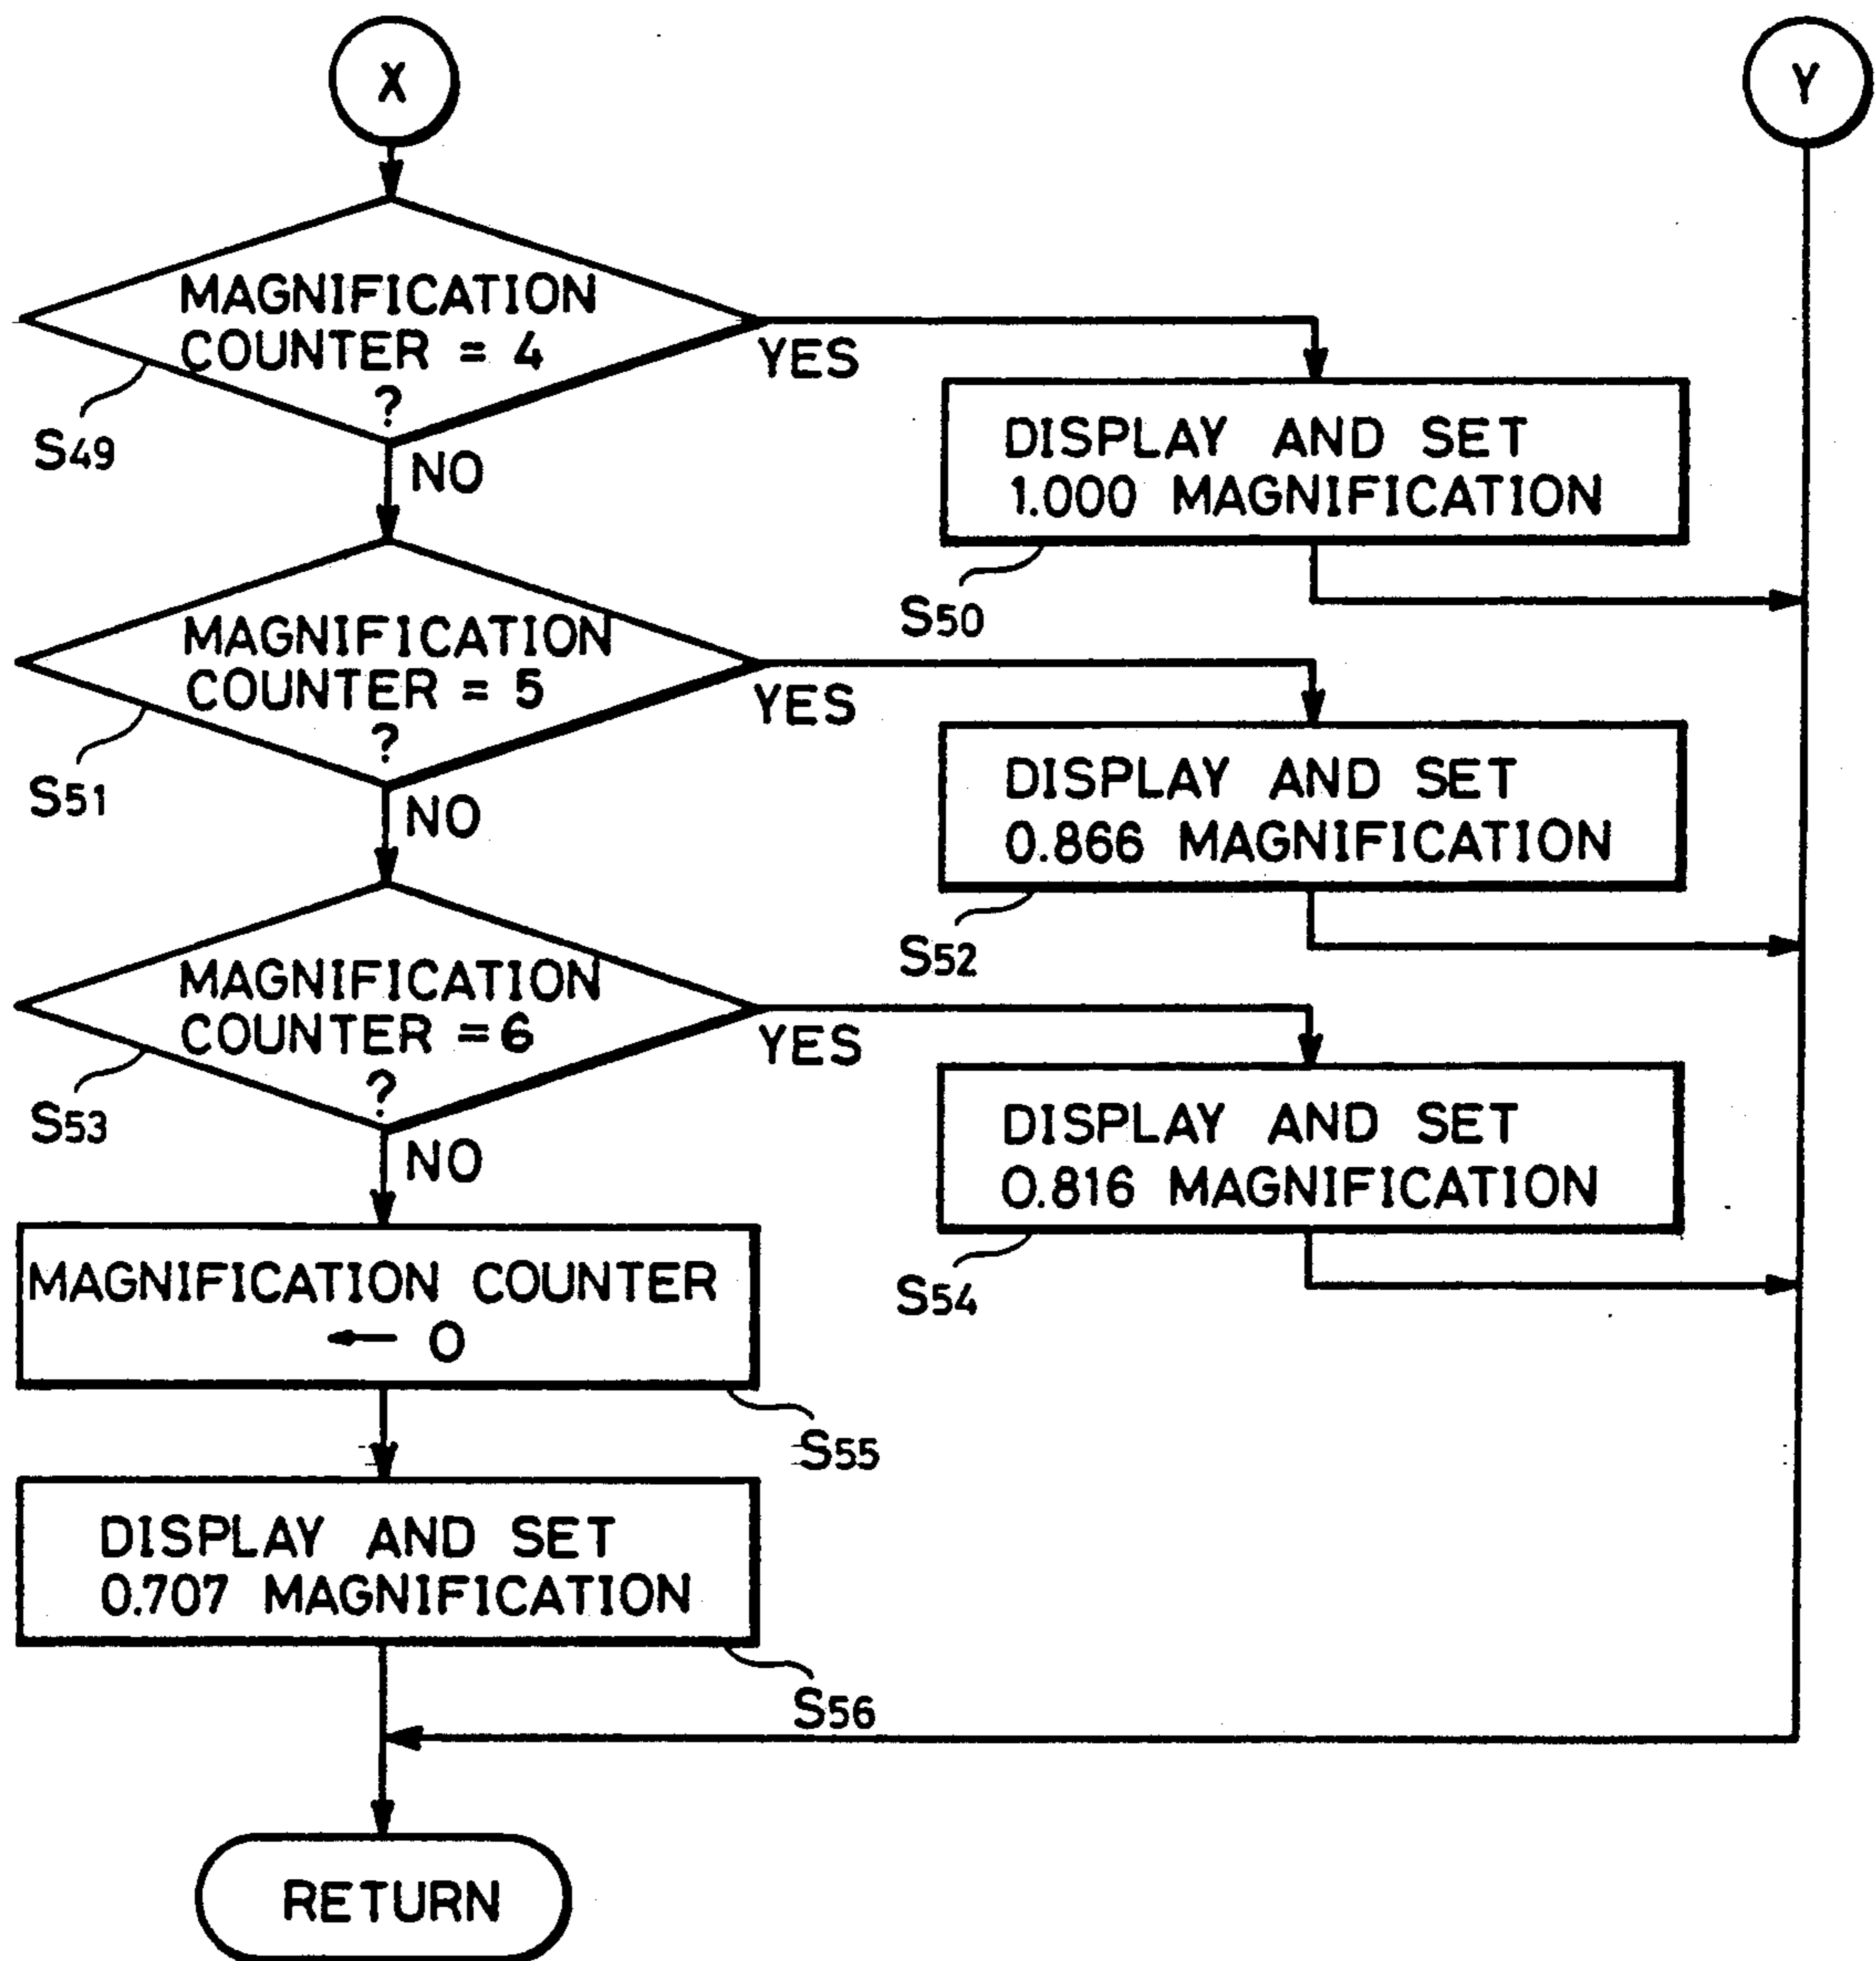 X
Y
MAGNIFICATION
COUNTER = 4
?
YES
S49
NO
DISPLAY AND SET
1.000 MAGNIFICATION
S50
MAGNIFICATION
COUNTER = 5
?
YES
S51
NO
DISPLAY AND SET
0.866 MAGNIFICATION
S52
MAGNIFICATION
COUNTER = 6
?
YES
S53
NO
DISPLAY AND SET
0.816 MAGNIFICATION
S54
MAGNIFICATION COUNTER
← 0
S55
DISPLAY AND SET
0.707 MAGNIFICATION
S56
RETURN